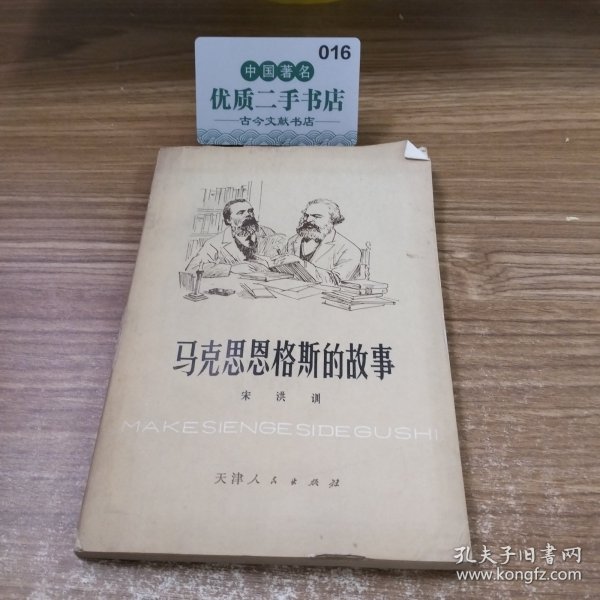 016
中国著名
优质二手书店
古今文献书店
马克思恩格斯的故事
宋洪训
MAKESIENGESIDEGUSHI
天津人民出版社
孔夫子旧书网
www.kongfz.com